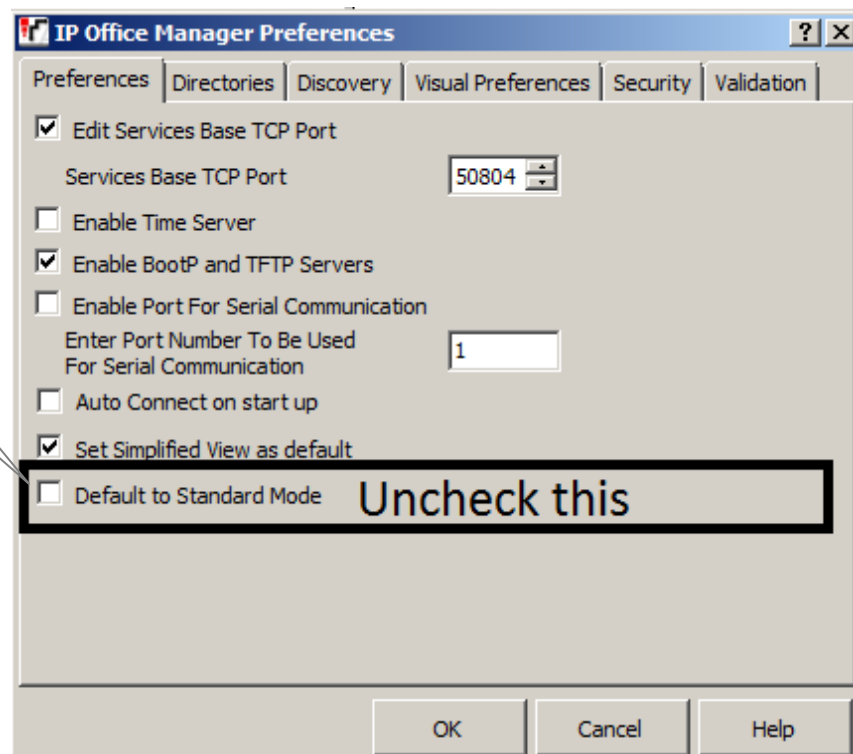 IP Office Manager Preferences
Preferences Directories Discovery Visual Preferences Security Validation
Edit Services Base TCP Port
Services Base TCP Port 50804
Enable Time Server
Enable BootP and TFTP Servers
Enable Port For Serial Communication
Enter Port Number To Be Used
For Serial Communication 1
Auto Connect on start up
Set Simplified View as default
Default to Standard Mode Uncheck this
OK Cancel Help